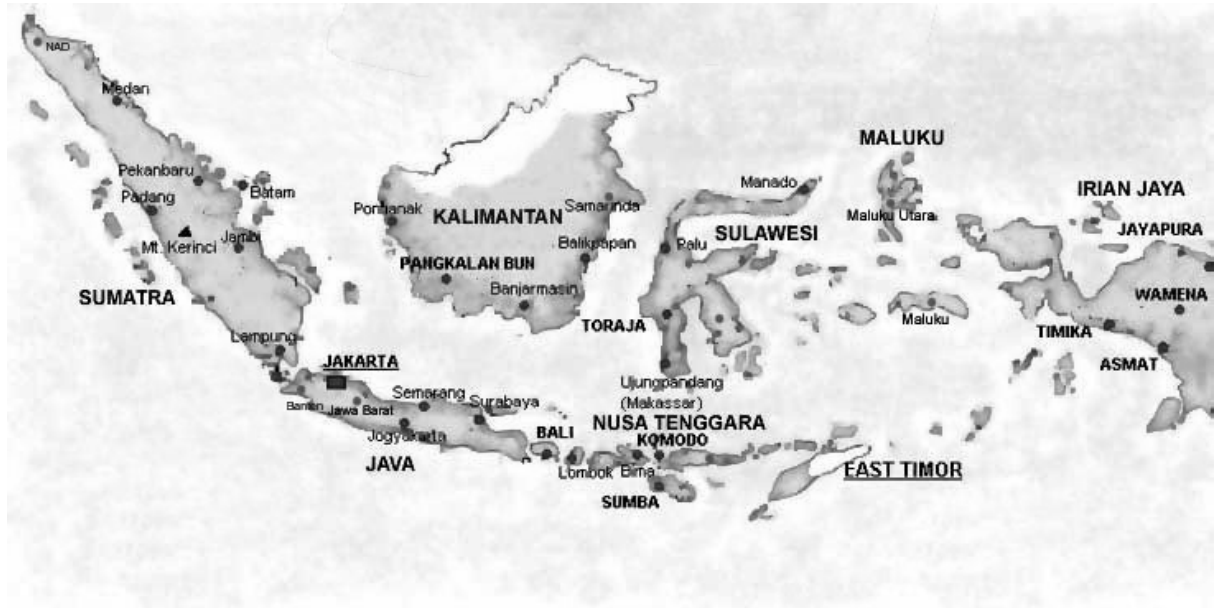 NAD
Medan
MALUKU
Pekanbaru
Manado
IRIAN JAYA
Padang
Batam
Pontianak
KALIMANTAN
Samarinda
Maluku Utara
JAYAPURA
Mt. Kerinci
Jambi
Palu
SULAWESI
Balikpapan
PANGKALAN BUN
SUMATRA
Banjarmasin
WAMENA
TORAJA
Maluku
TIMIKA
Lampung
JAKARTA
ASMAT
Ujungpandang
(Makassar)
Banten
Jawa Barat
Semarang
Surabaya
NUSA TENGGARA
Jogyakarta
BALI
KOMODO
JAVA
Lombok
Bima
EAST TIMOR
SUMBA